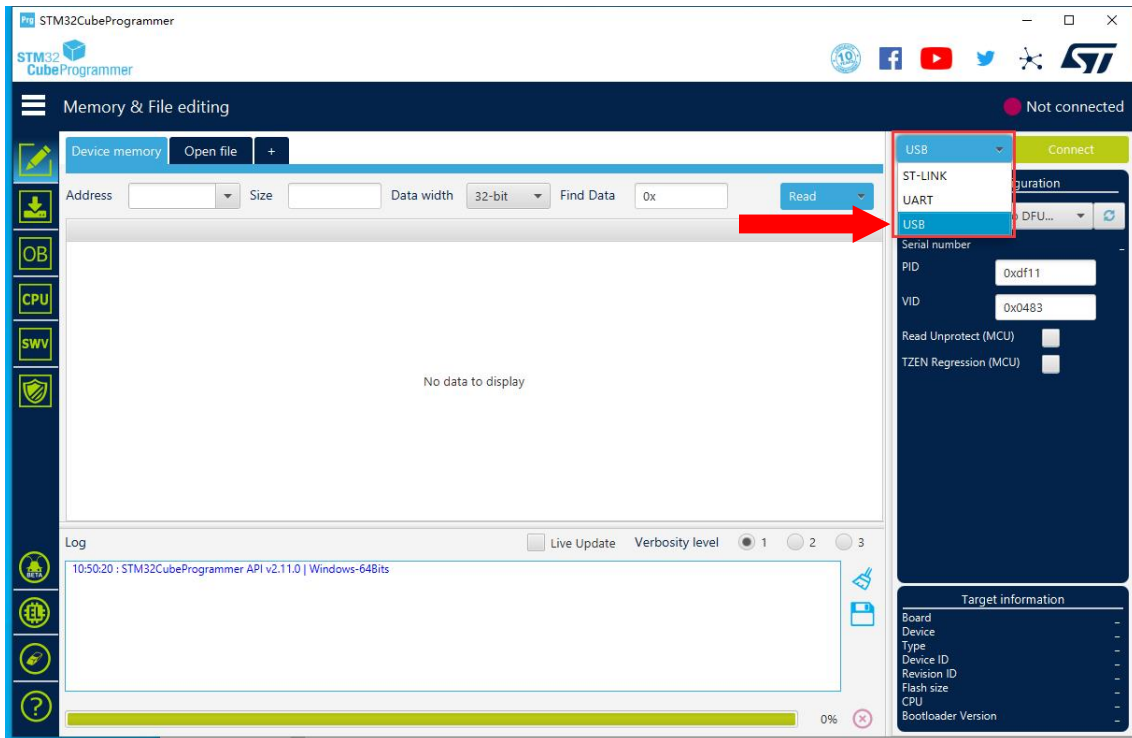 Prg STM32CubeProgrammer
STM32
CubeProgrammer
10
Memory & File editing
Not connected
Device memory Open file +
USB Connect
ST-LINK
UART
USB
guration
DFU...
Address Size Data width 32-bit Find Data 0x Read
Serial number _
PID 0xdf11
VID 0x0483
Read Unprotect (MCU)
TZEN Regression (MCU)
OB
CPU
SWV
No data to display
Log Live Update Verbosity level 1 2 3
10:50:20 : STM32CubeProgrammer API v2.11.0 | Windows-64Bits
BETA
?
0%
Target information
Board _
Device _
Type _
Device ID _
Revision ID _
Flash size _
CPU _
Bootloader Version _